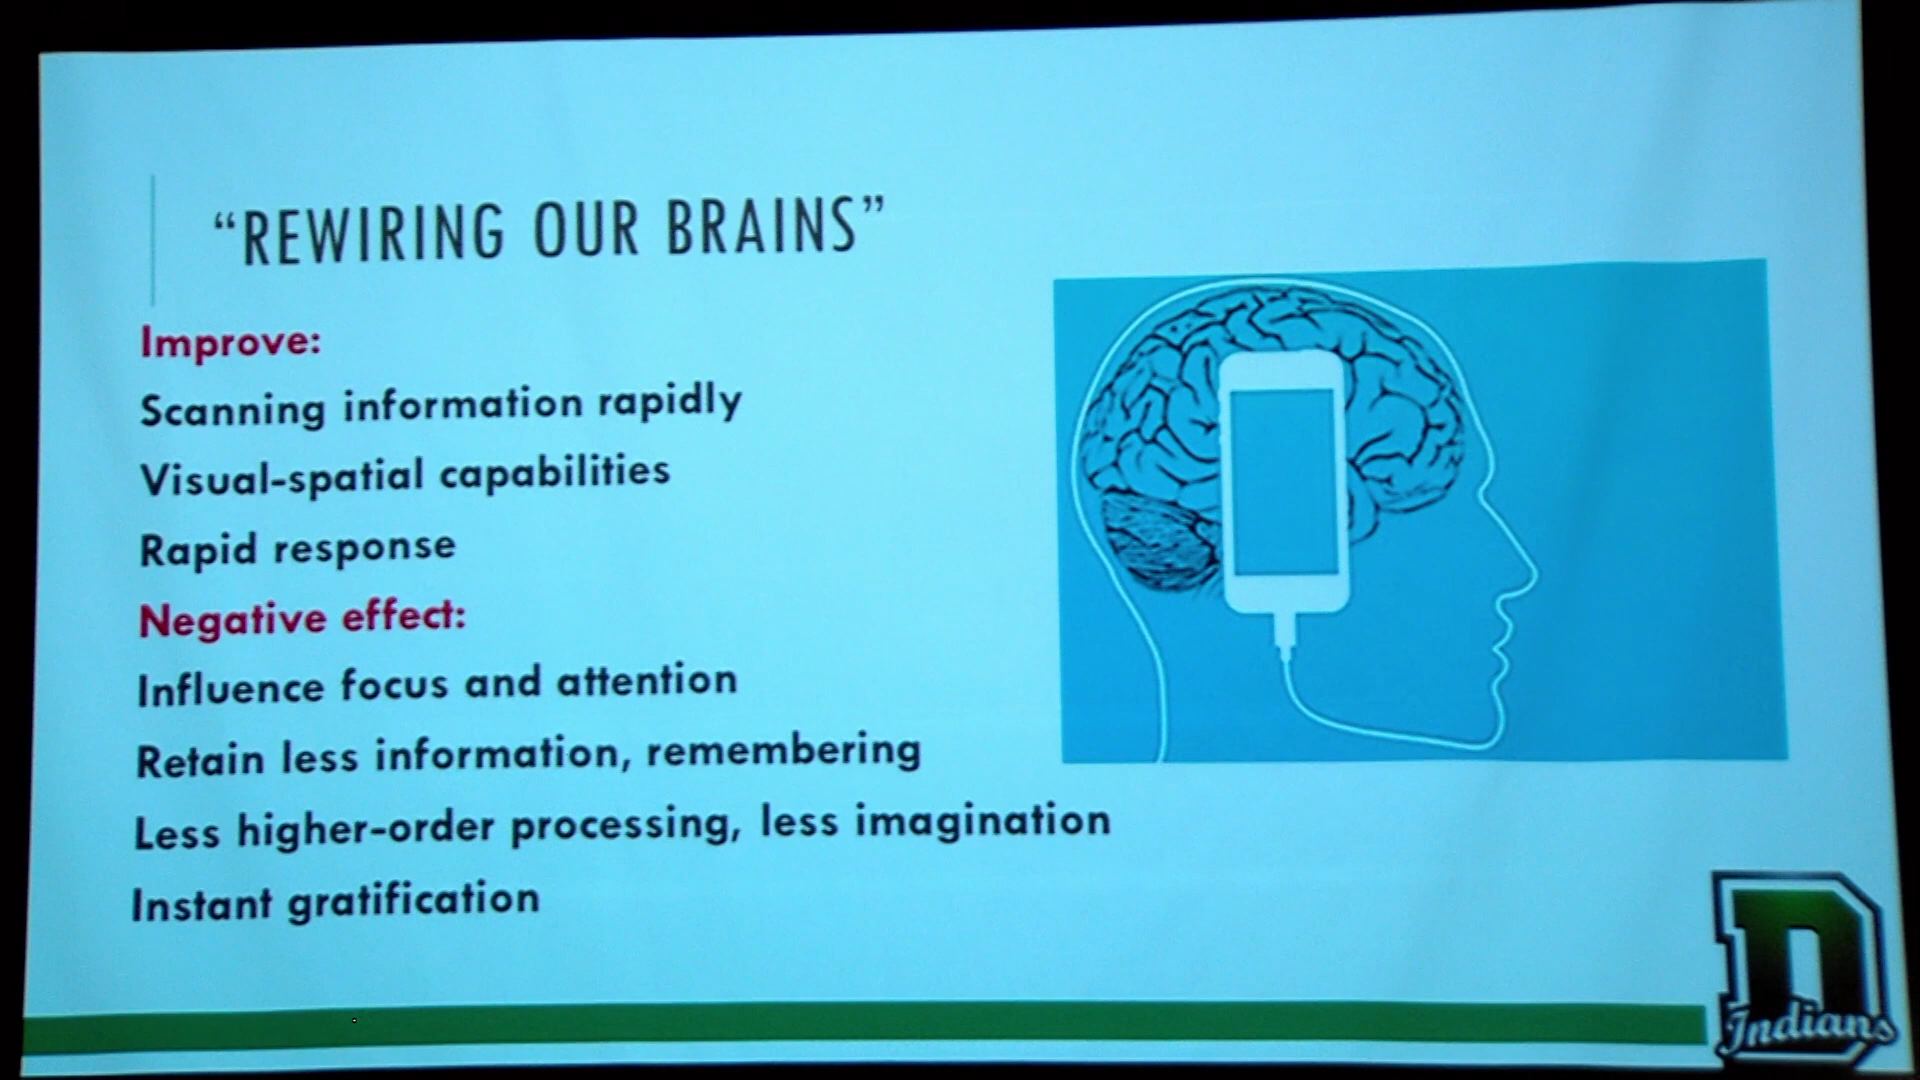 “REWIRING OUR BRAINS”
Improve:
Scanning information rapidly
Visual-spatial capabilities
Rapid response
Negative effect:
Influence focus and attention
Retain less information, remembering
Less higher-order processing, less imagination
Instant gratification
D
Indians